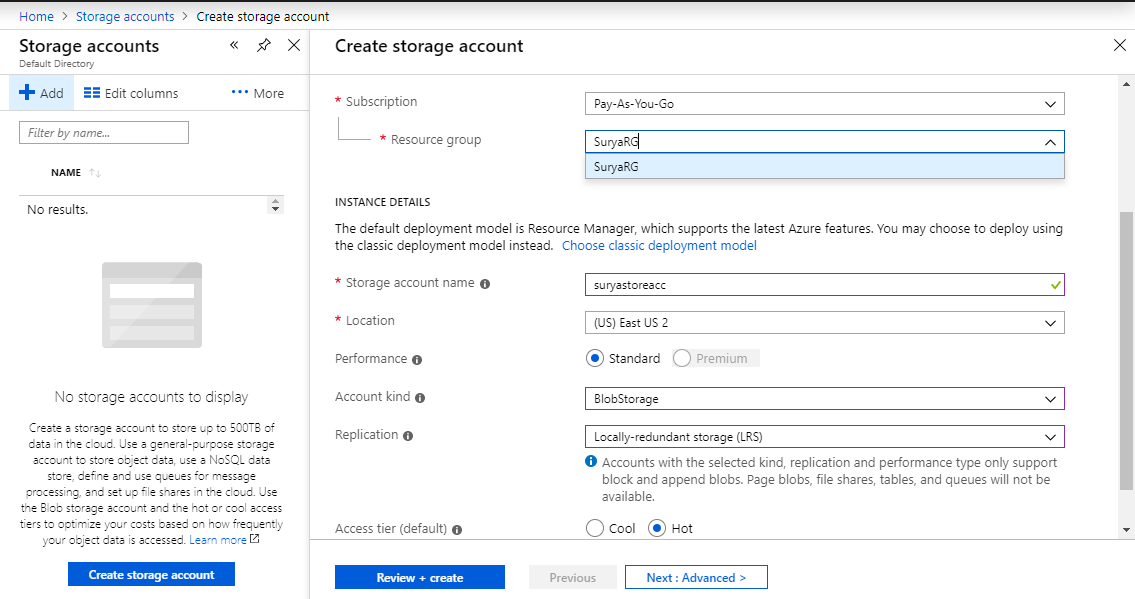 Home > Storage accounts > Create storage account
Storage accounts
Default Directory
Add Edit columns ••• More
Filter by name...
NAME
No results.
No storage accounts to display
Create a storage account to store up to 500TB of
data in the cloud. Use a general-purpose storage
account to store object data, use a NoSQL data
store, define and use queues for message
processing, and set up file shares in the cloud. Use
the Blob storage account and the hot or cool access
tiers to optimize your costs based on how frequently
your object data is accessed. Learn more
Create storage account
Create storage account
* Subscription
Pay-As-You-Go
* Resource group
SuryaRG
SuryaRG
INSTANCE DETAILS
The default deployment model is Resource Manager, which supports the latest Azure features. You may choose to deploy using
the classic deployment model instead. Choose classic deployment model
* Storage account name
suryastoreacc
* Location
(US) East US 2
Performance
Standard Premium
Account kind
BlobStorage
Replication
Locally-redundant storage (LRS)
Accounts with the selected kind, replication and performance type only support
block and append blobs. Page blobs, file shares, tables, and queues will not be
available.
Access tier (default)
Cool Hot
Review + create Previous Next : Advanced >